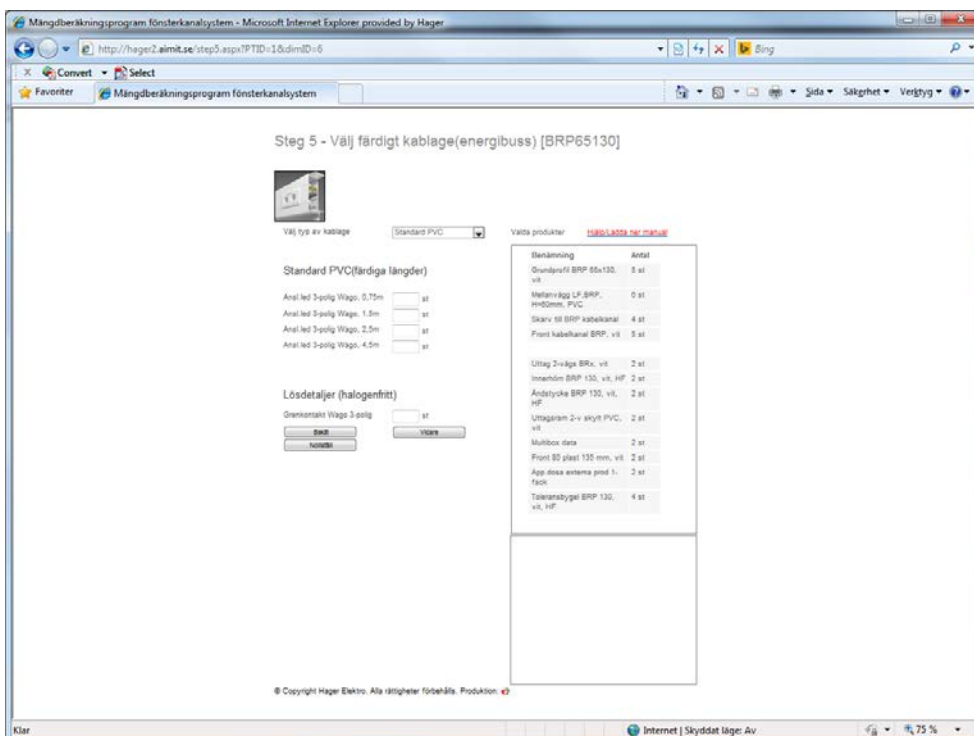 Mängdberäkningsprogram fönsterkanalsystem - Microsoft Internet Explorer provided by Hager
http://hager2.aimit.se/step5.aspx?PTID=1&dimID=6
Bing
x Convert Select
Favoriter Mängdberäkningsprogram fönsterkanalsystem Sida Säkerhet Verktyg
Steg 5 - Välj färdigt kablage(energibuss) [BRP65130]
Välj typ av kablage Standard PVC Valda produkter Hjälp/Ladda ner manual
Benämning Antal
Grundprofil BRP 65x130, vit 5 st
Mellanvägg LF,BRP, H=60mm, PVC st
Skarv till BRP kabelkanal 4 st
Front kabelkanal BRP, vit 5 st
Uttag 2-vägs BRx, vit 2 st
Innerhörn BRP 130, vit, HF 2 st
Ändstycke BRP 130, vit, HF 2 st
Uttagsram 2-v skylt PVC, vit 2 st
Multibox data 2 st
Front 80 plast 130 mm, vit 2 st
App.dosa externa prod 1-fack 2 st
Toleransbygel BRP 130, vit, HF 4 st
Standard PVC(färdiga längder)
Ansl.led 3-polig Wago, 0,75m st
Ansl.led 3-polig Wago, 1,5m st
Ansl.led 3-polig Wago, 2,5m st
Ansl.led 3-polig Wago, 4,5m st
Lösdetaljer (halogenfritt)
Grenkontakt Wago 3-polig st
Bakåt Vidare
Nollställ
© Copyright Hager Elektro. Alla rättigheter förbehålls. Produktion:
Klar Internet | Skyddat läge: Av 75 %